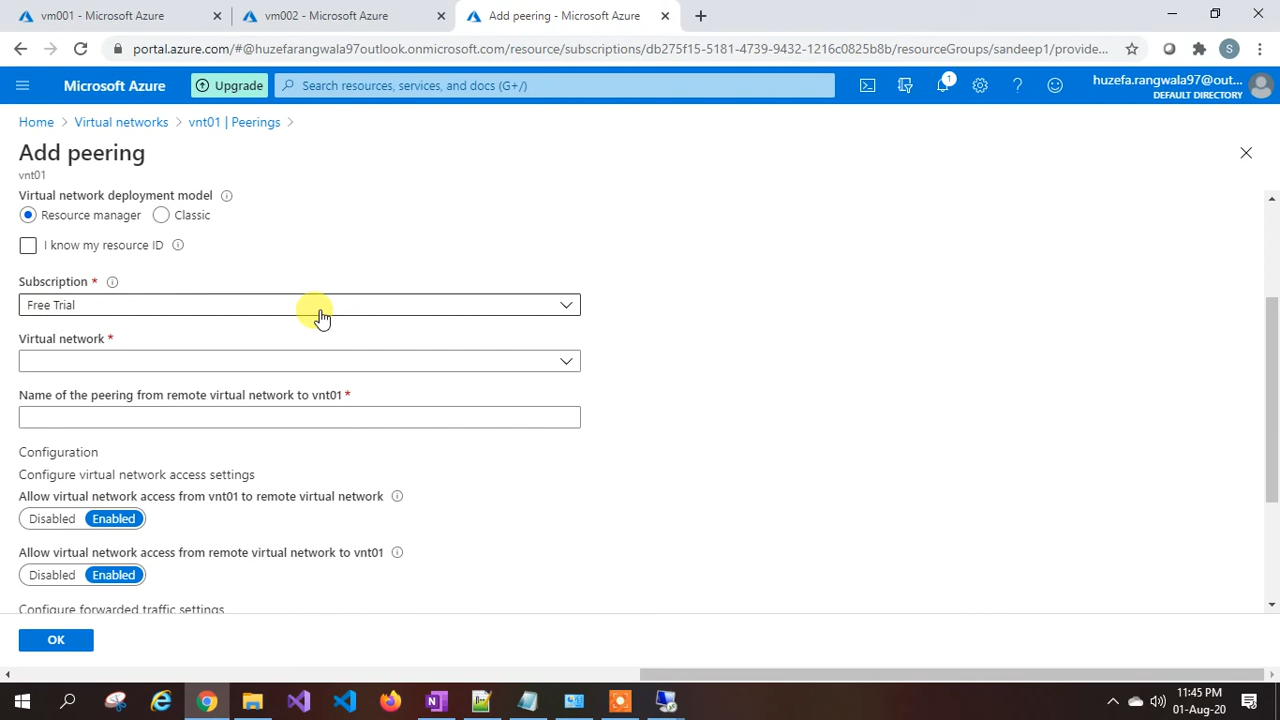 vm001 - Microsoft Azure
vm002 - Microsoft Azure
Add peering - Microsoft Azure
portal.azure.com/#@huzefarangwala97outlook.onmicrosoft.com/resource/subscriptions/db275f15-5181-4739-9432-1216c0825b8b/resourceGroups/sandeep1/provide...
S
Microsoft Azure
Upgrade
Search resources, services, and docs (G+/)
1
huzefa.rangwala97@out...
DEFAULT DIRECTORY
Home > Virtual networks > vnt01 | Peerings >
Add peering
vnt01
Virtual network deployment model
Resource manager
Classic
I know my resource ID
Subscription *
Free Trial
Virtual network *
Name of the peering from remote virtual network to vnt01 *
Configuration
Configure virtual network access settings
Allow virtual network access from vnt01 to remote virtual network
Disabled Enabled
Allow virtual network access from remote virtual network to vnt01
Disabled Enabled
Configure forwarded traffic settings
OK
11:45 PM
01-Aug-20